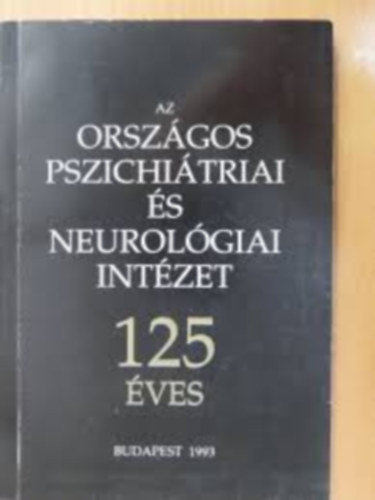 AZ
ORSZÁGOS
PSZICHIÁTRIAI
ÉS
NEUROLÓGIAI
INTÉZET
125
ÉVES
BUDAPEST 1993